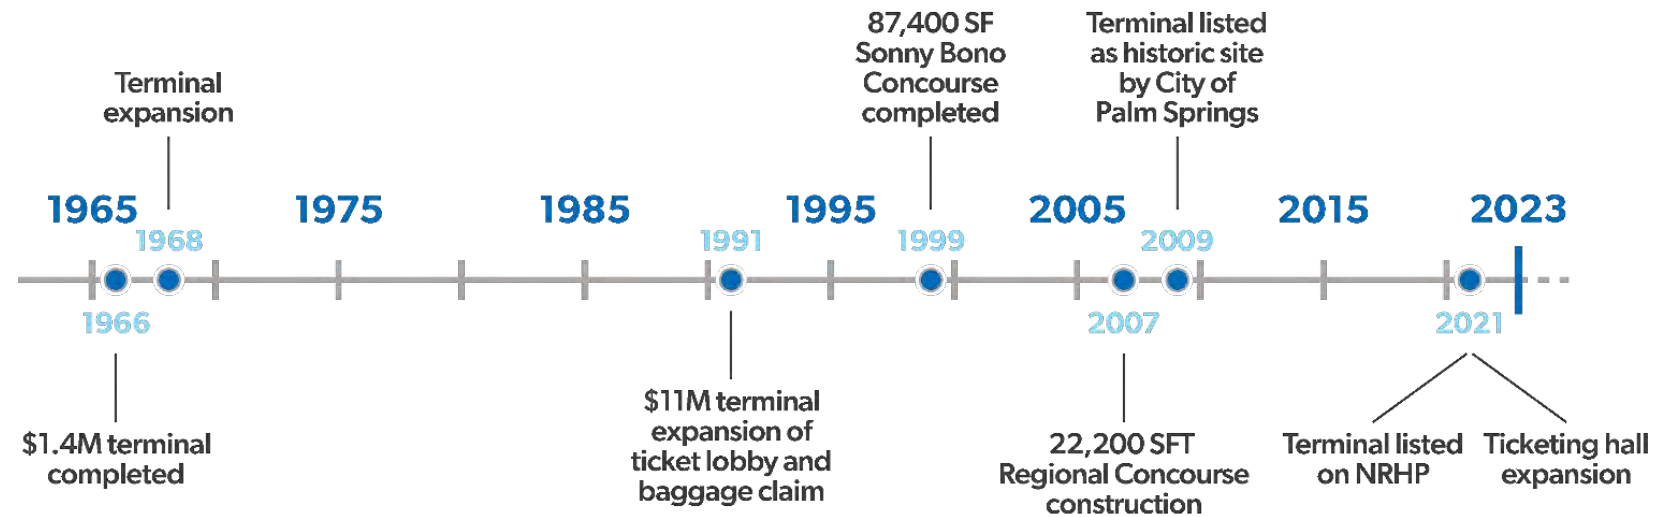 87,400 SF
Sonny Bono
Concourse
completed
Terminal listed
as historic site
by City of
Palm Springs
Terminal
expansion
1965
1975
1985
1995
2005
2015
2023
1968
1991
1999
2009
1966
2007
2021
$1.4M terminal
completed
$11M terminal
expansion of
ticket lobby and
baggage claim
22,200 SFT
Regional Concourse
construction
Terminal listed
on NRHP
Ticketing hall
expansion